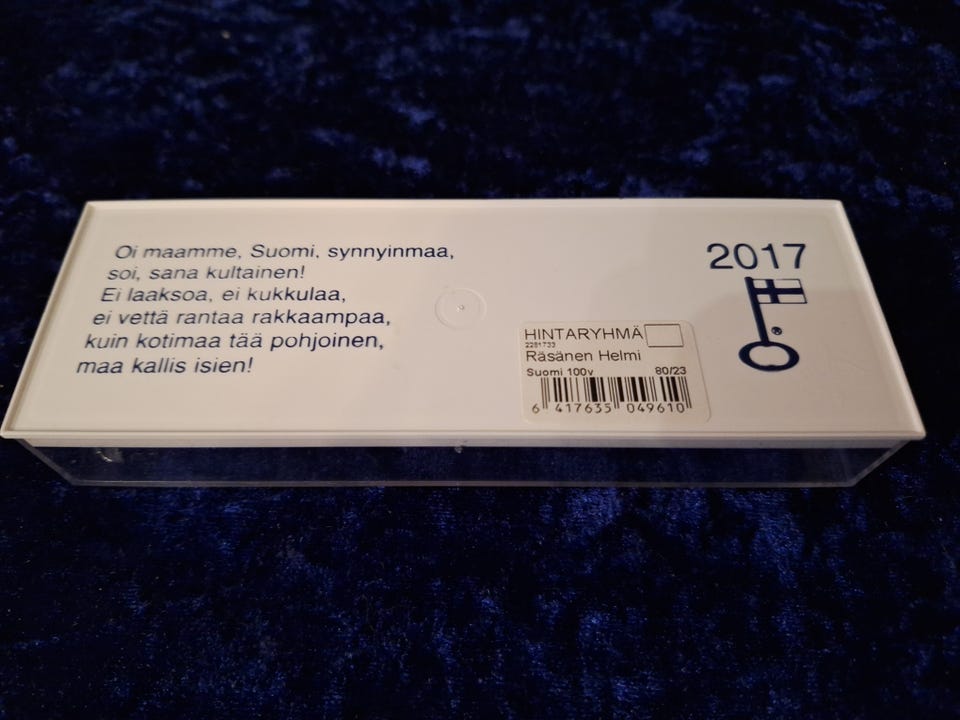 Oi maamme, Suomi, synnyinmaa,
soi, sana kultainen!
Ei laaksoa, ei kukkulaa,
ei vettä rantaa rakkaampaa,
kuin kotimaa tää pohjoinen,
maa kallis isien!
2017
®
HINTARYHMÄ
2281733
Räsänen Helmi
Suomi 100v 80/23
6 417635 049610